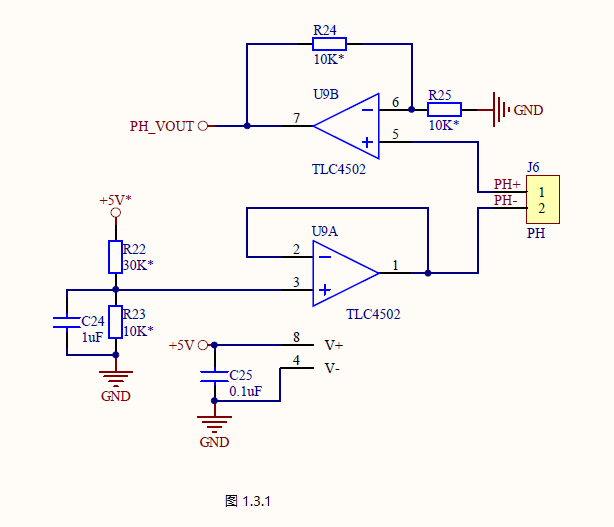 R24
10K*
U9B
6
R25
GND
7
PH_VOUT
5
10K*
TLC4502
J6
PH+
1
PH-
2
PH
+5V*
U9A
R22
30K*
2
1
3
C24
1uF
R23
10K*
TLC4502
+5V
8
V+
4
V-
C25
0.1uF
GND
GND
图 1.3.1